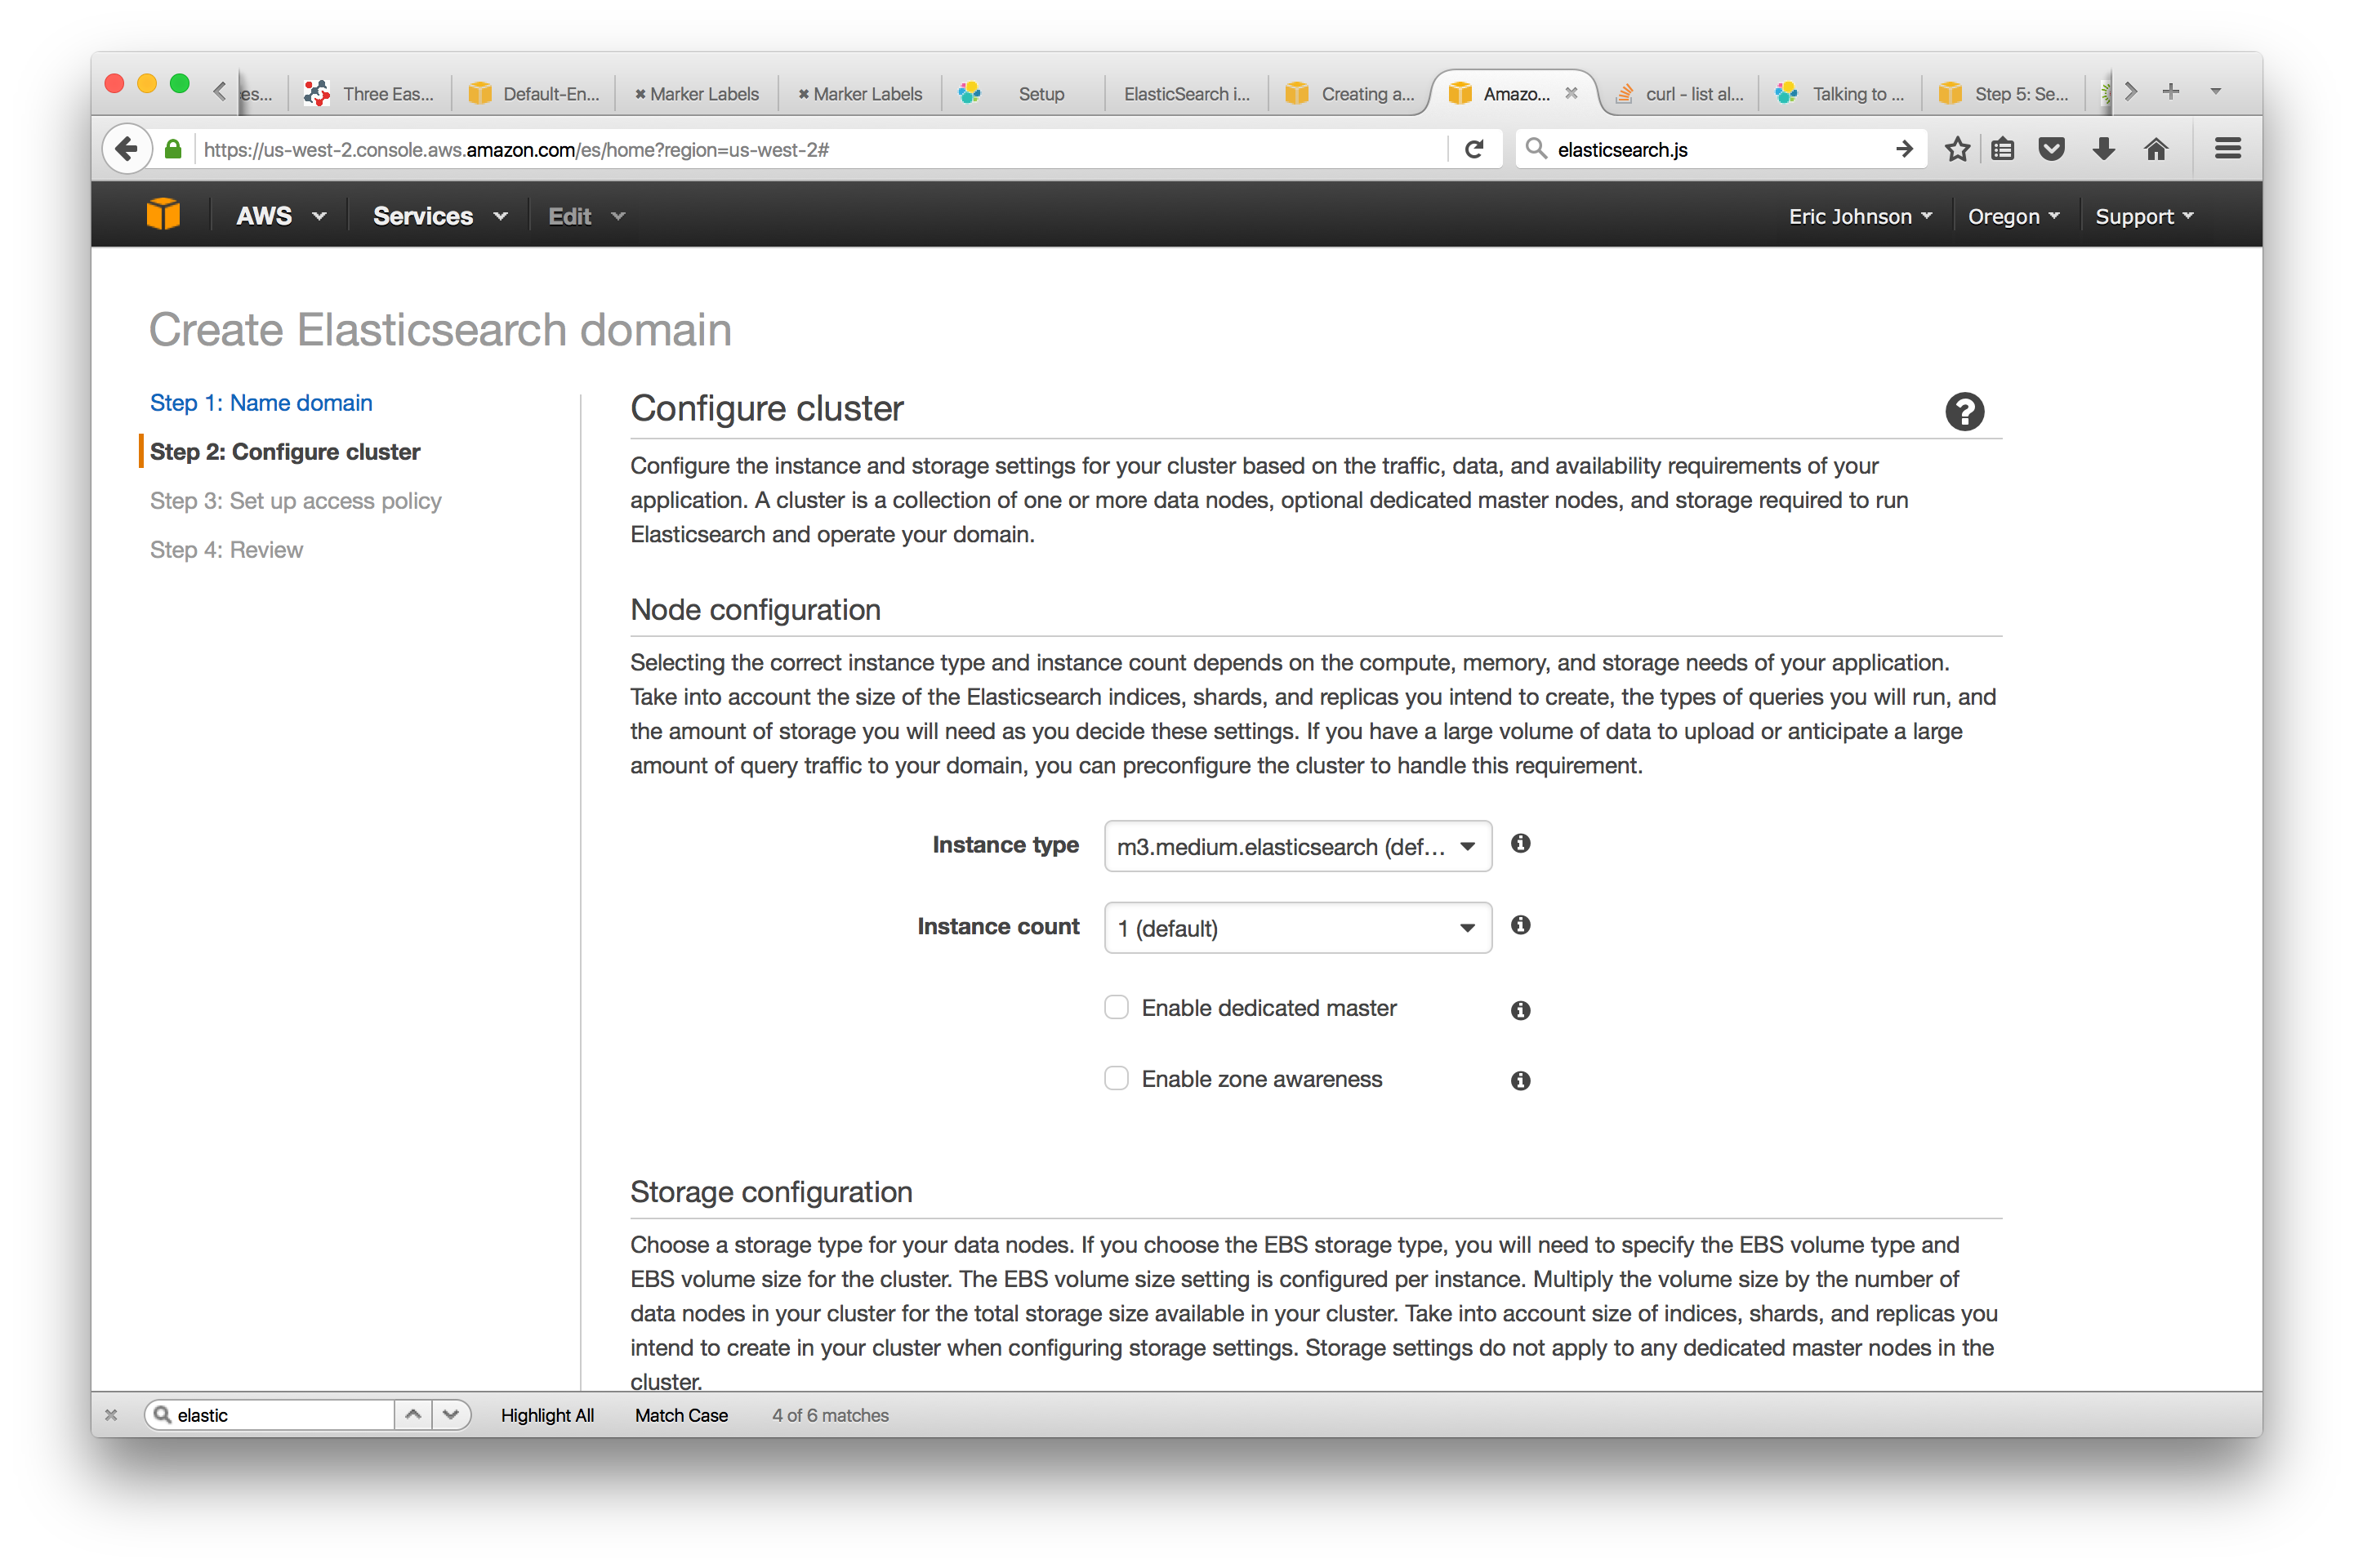 es...
Three Eas...
Default-En...
Marker Labels
Marker Labels
Setup
ElasticSearch i...
Creating a...
Amazo...
curl - list al...
Talking to ...
Step 5: Se...
https://us-west-2.console.aws.amazon.com/es/home?region=us-west-2#
elasticsearch.js
AWS
Services
Edit
Eric Johnson
Oregon
Support
Create Elasticsearch domain
Step 1: Name domain
Step 2: Configure cluster
Step 3: Set up access policy
Step 4: Review
Configure cluster
Configure the instance and storage settings for your cluster based on the traffic, data, and availability requirements of your
application. A cluster is a collection of one or more data nodes, optional dedicated master nodes, and storage required to run
Elasticsearch and operate your domain.
Node configuration
Selecting the correct instance type and instance count depends on the compute, memory, and storage needs of your application.
Take into account the size of the Elasticsearch indices, shards, and replicas you intend to create, the types of queries you will run, and
the amount of storage you will need as you decide these settings. If you have a large volume of data to upload or anticipate a large
amount of query traffic to your domain, you can preconfigure the cluster to handle this requirement.
Instance type
m3.medium.elasticsearch (def...
Instance count
1 (default)
Enable dedicated master
Enable zone awareness
Storage configuration
Choose a storage type for your data nodes. If you choose the EBS storage type, you will need to specify the EBS volume type and
EBS volume size for the cluster. The EBS volume size setting is configured per instance. Multiply the volume size by the number of
data nodes in your cluster for the total storage size available in your cluster. Take into account size of indices, shards, and replicas you
intend to create in your cluster when configuring storage settings. Storage settings do not apply to any dedicated master nodes in the
cluster.
elastic
Highlight All
Match Case
4 of 6 matches